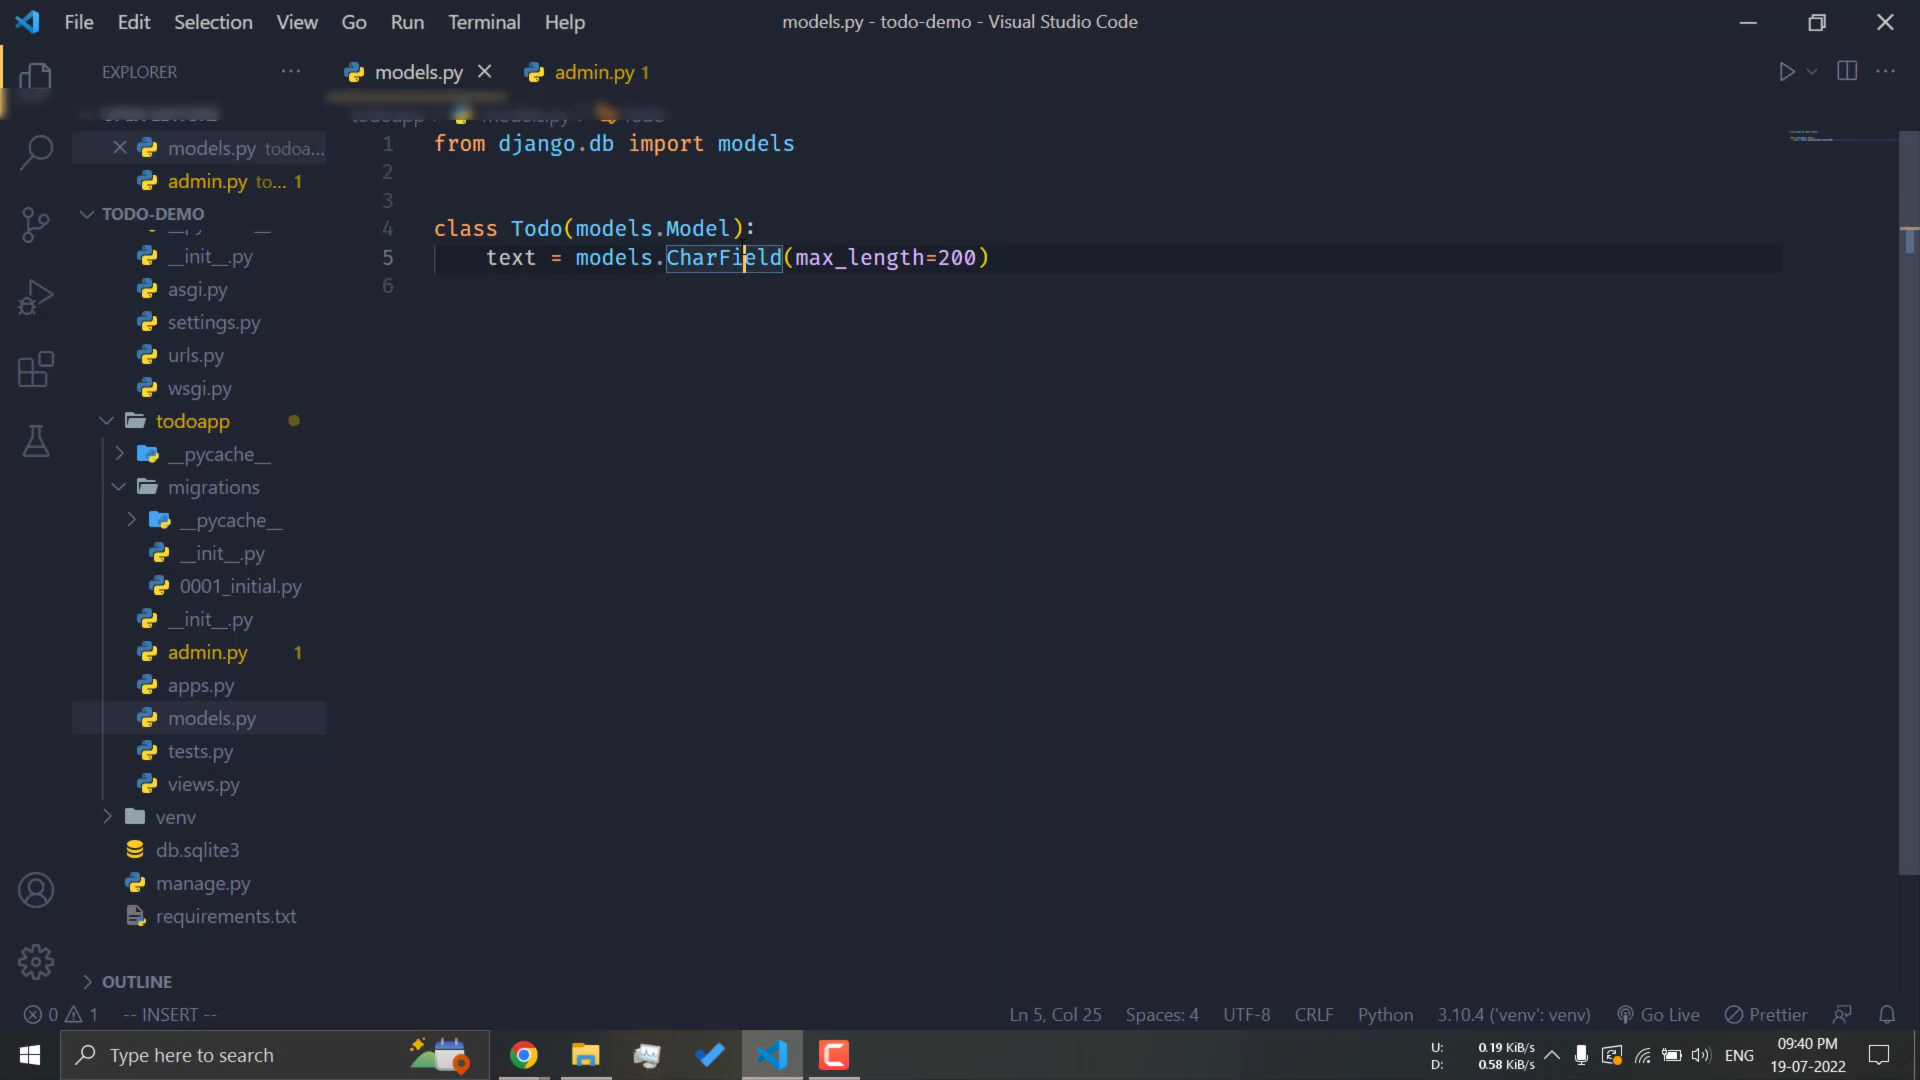 File Edit Selection View Go Run Terminal Help
models.py - todo-demo - Visual Studio Code
EXPLORER
models.py
admin.py 1
models.py todoa...
admin.py to... 1
TODO-DEMO
__init__.py
asgi.py
settings.py
urls.py
wsgi.py
todoapp
__pycache__
migrations
__pycache__
__init__.py
0001_initial.py
__init__.py
admin.py 1
apps.py
models.py
tests.py
views.py
venv
db.sqlite3
manage.py
requirements.txt
OUTLINE
1 from django.db import models
2
3
4 class Todo(models.Model):
5 text = models.CharField(max_length=200)
6
0 1 -- INSERT --
Ln 5, Col 25 Spaces: 4 UTF-8 CRLF Python 3.10.4 ('venv': venv) Go Live Prettier
Type here to search
U: 0.19 KiB/s
D: 0.58 KiB/s
ENG
09:40 PM
19-07-2022